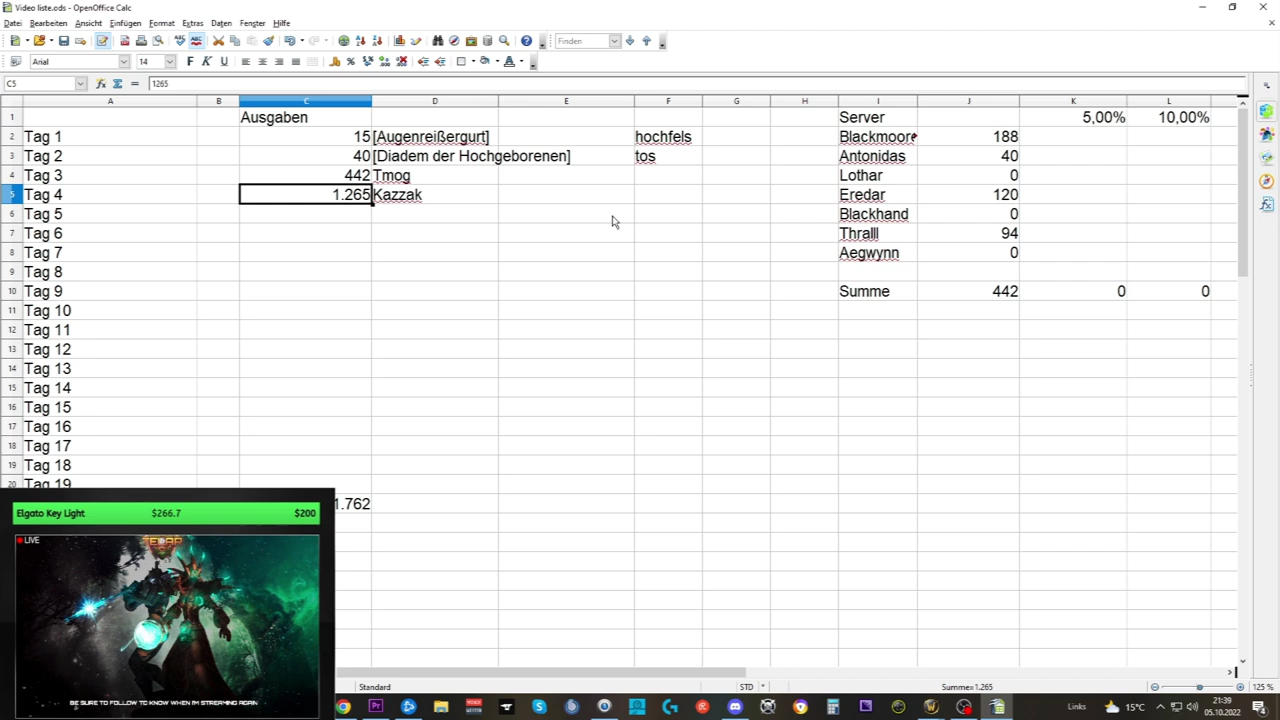 Video liste.ods - OpenOffice Calc
Datei Bearbeiten Ansicht Einfügen Format Extras Daten Fenster Hilfe
Finden
Arial 14
C5 1265
A B C D E F G H I J K L
1 Ausgaben Server 5,00% 10,00%
2 Tag 1 15 [Augenreißergurt] hochfels Blackmoore 188
3 Tag 2 40 [Diadem der Hochgeborenen] tos Antonidas 40
4 Tag 3 442 Tmog Lothar 0
5 Tag 4 1.265 Kazzak Eredar 120
6 Tag 5 Blackhand 0
7 Tag 6 Thralll 94
8 Tag 7 Aegwynn 0
9 Tag 8
10 Tag 9 Summe 442 0 0
11 Tag 10
12 Tag 11
13 Tag 12
14 Tag 13
15 Tag 14
16 Tag 15
17 Tag 16
18 Tag 17
19 Tag 18
20 Tag 19
1.762
Elgato Key Light $266.7 $200
LIVE
BE SURE TO FOLLOW TO KNOW WHEN I'M STREAMING AGAIN
Standard STD * Summe=1.265 125 %
Links 15°C 21:39
05.10.2022